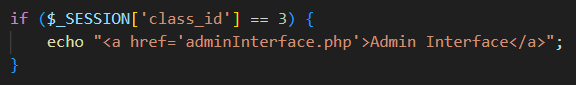 if ($_SESSION['class_id'] == 3) {
    echo "<a href='adminInterface.php'>Admin Interface</a>";
}